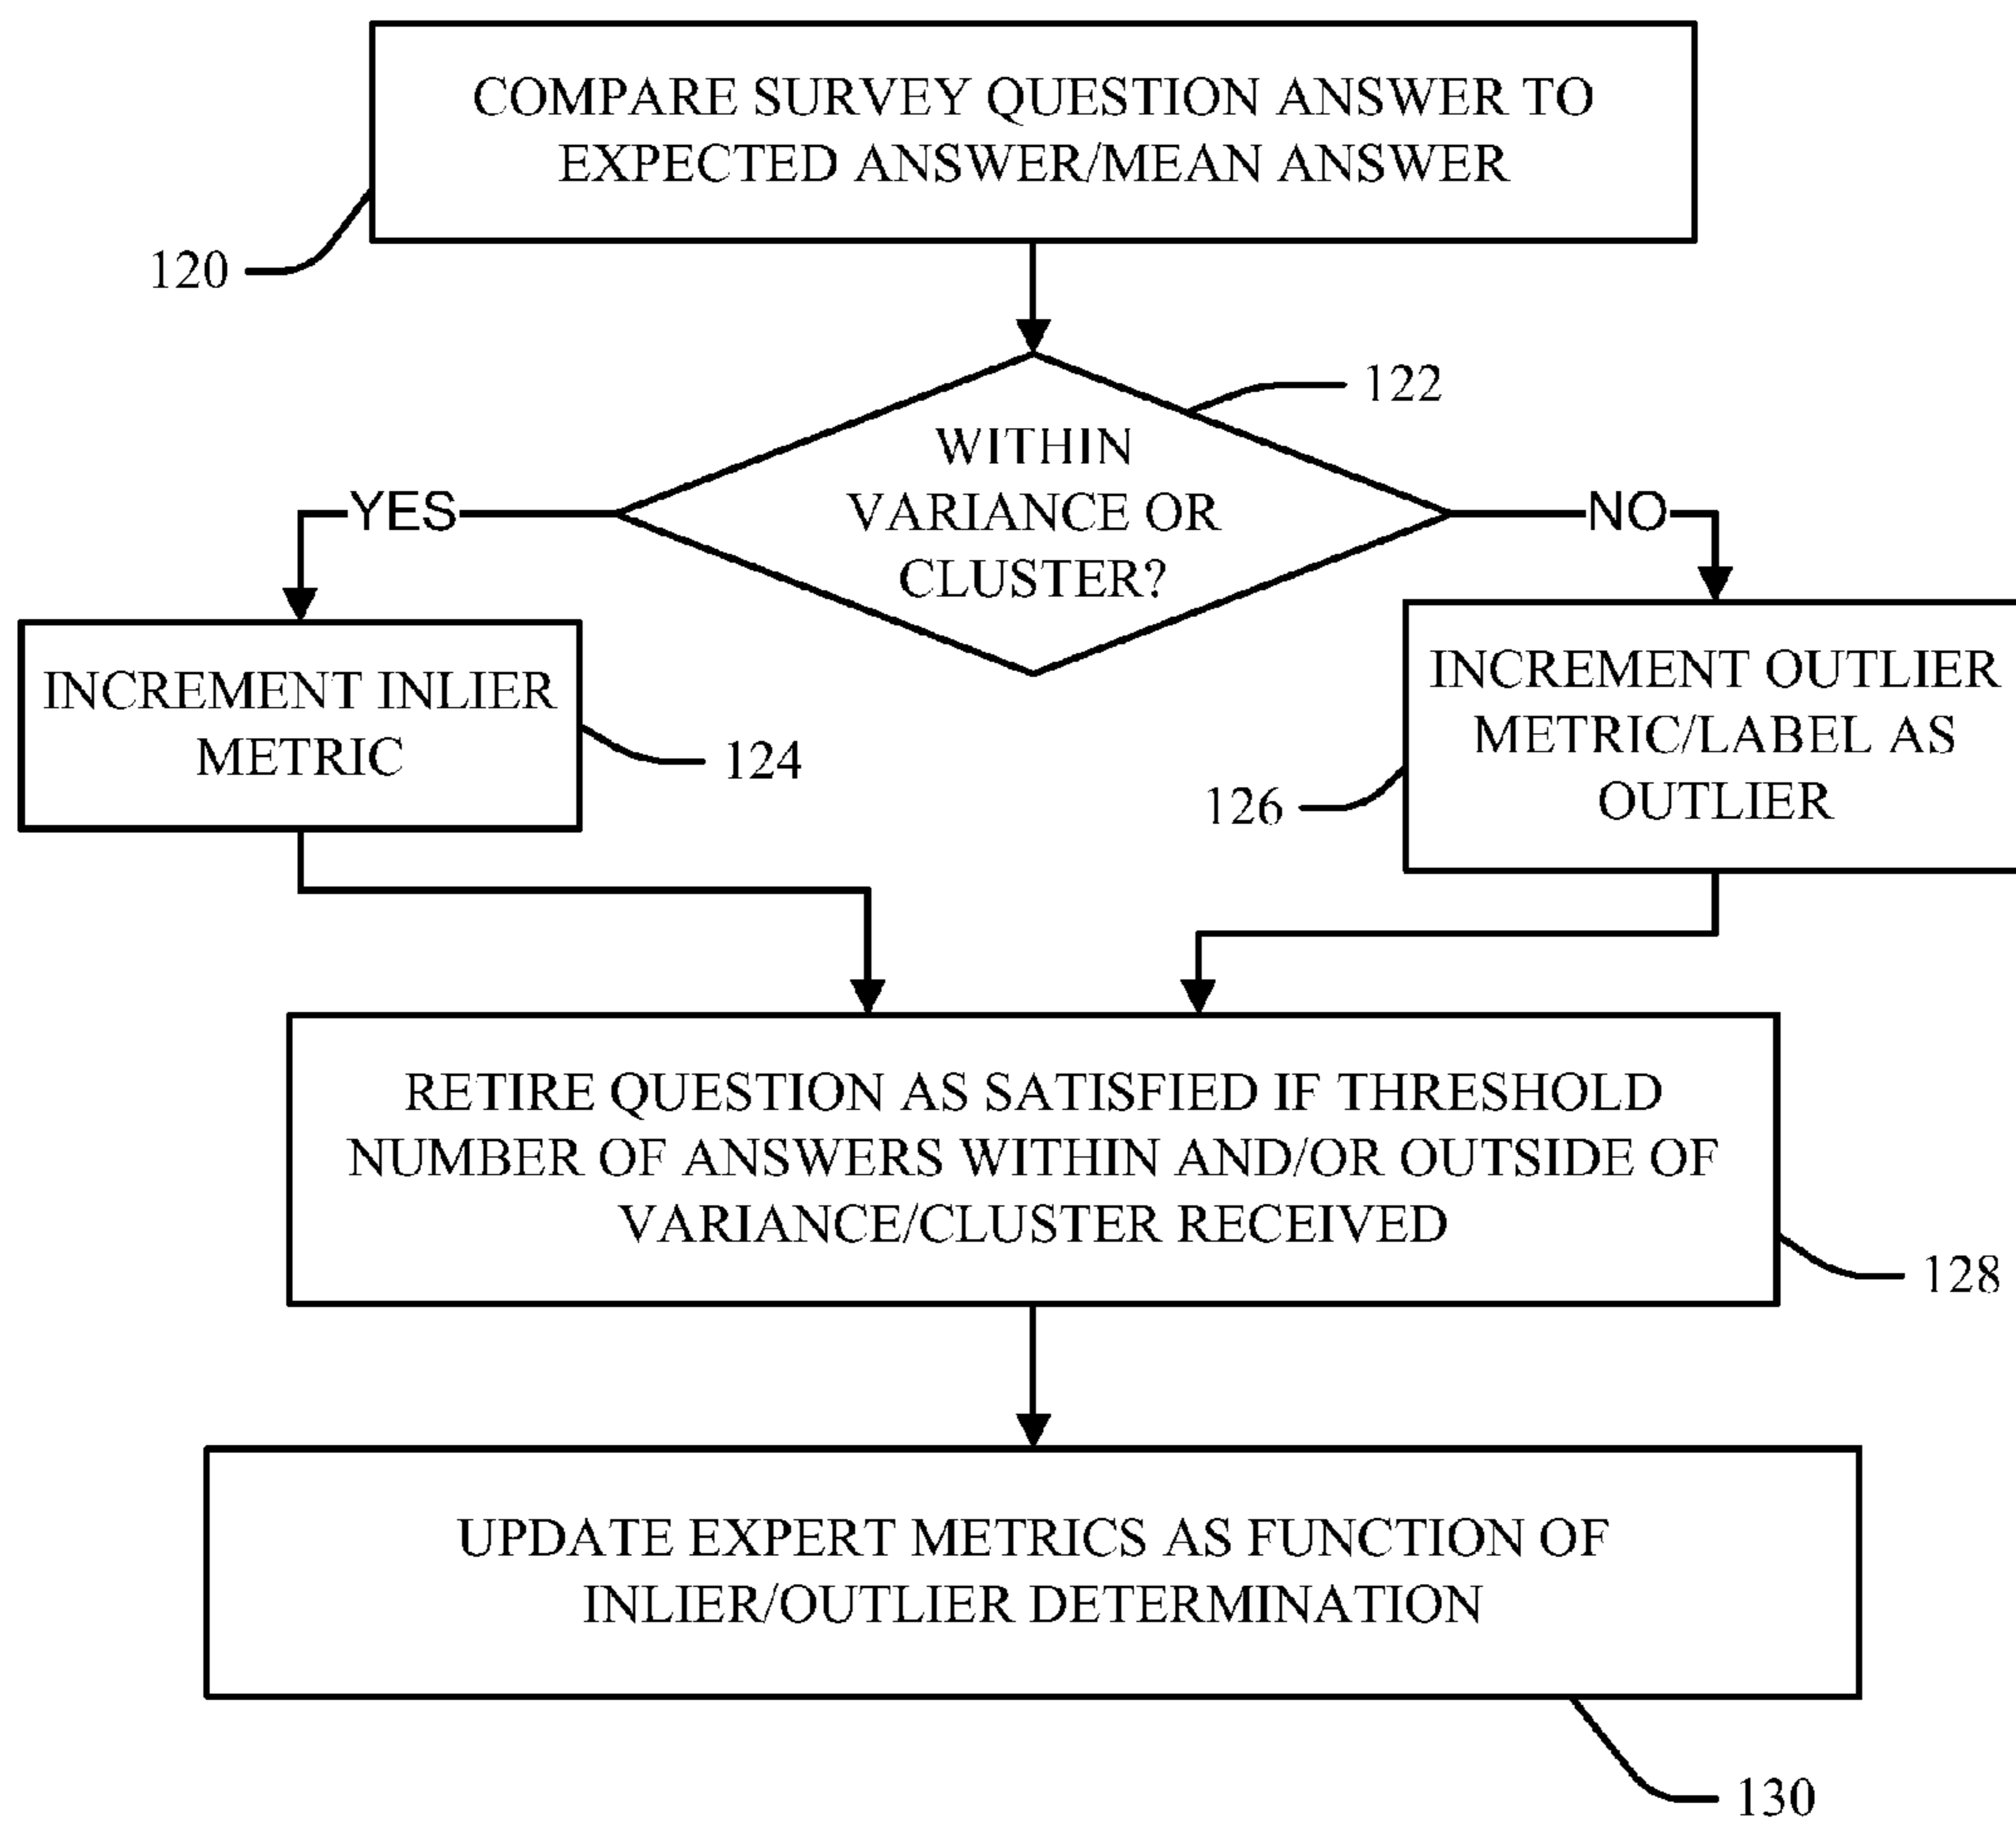 COMPARE SURVEY QUESTION ANSWER TO
EXPECTED ANSWER/MEAN ANSWER
120
122
WITHIN
VARIANCE OR
CLUSTER?
YES
NO
INCREMENT INLIER
METRIC
124
INCREMENT OUTLIER
METRIC/LABEL AS
OUTLIER
126
RETIRE QUESTION AS SATISFIED IF THRESHOLD
NUMBER OF ANSWERS WITHIN AND/OR OUTSIDE OF
VARIANCE/CLUSTER RECEIVED
128
UPDATE EXPERT METRICS AS FUNCTION OF
INLIER/OUTLIER DETERMINATION
130